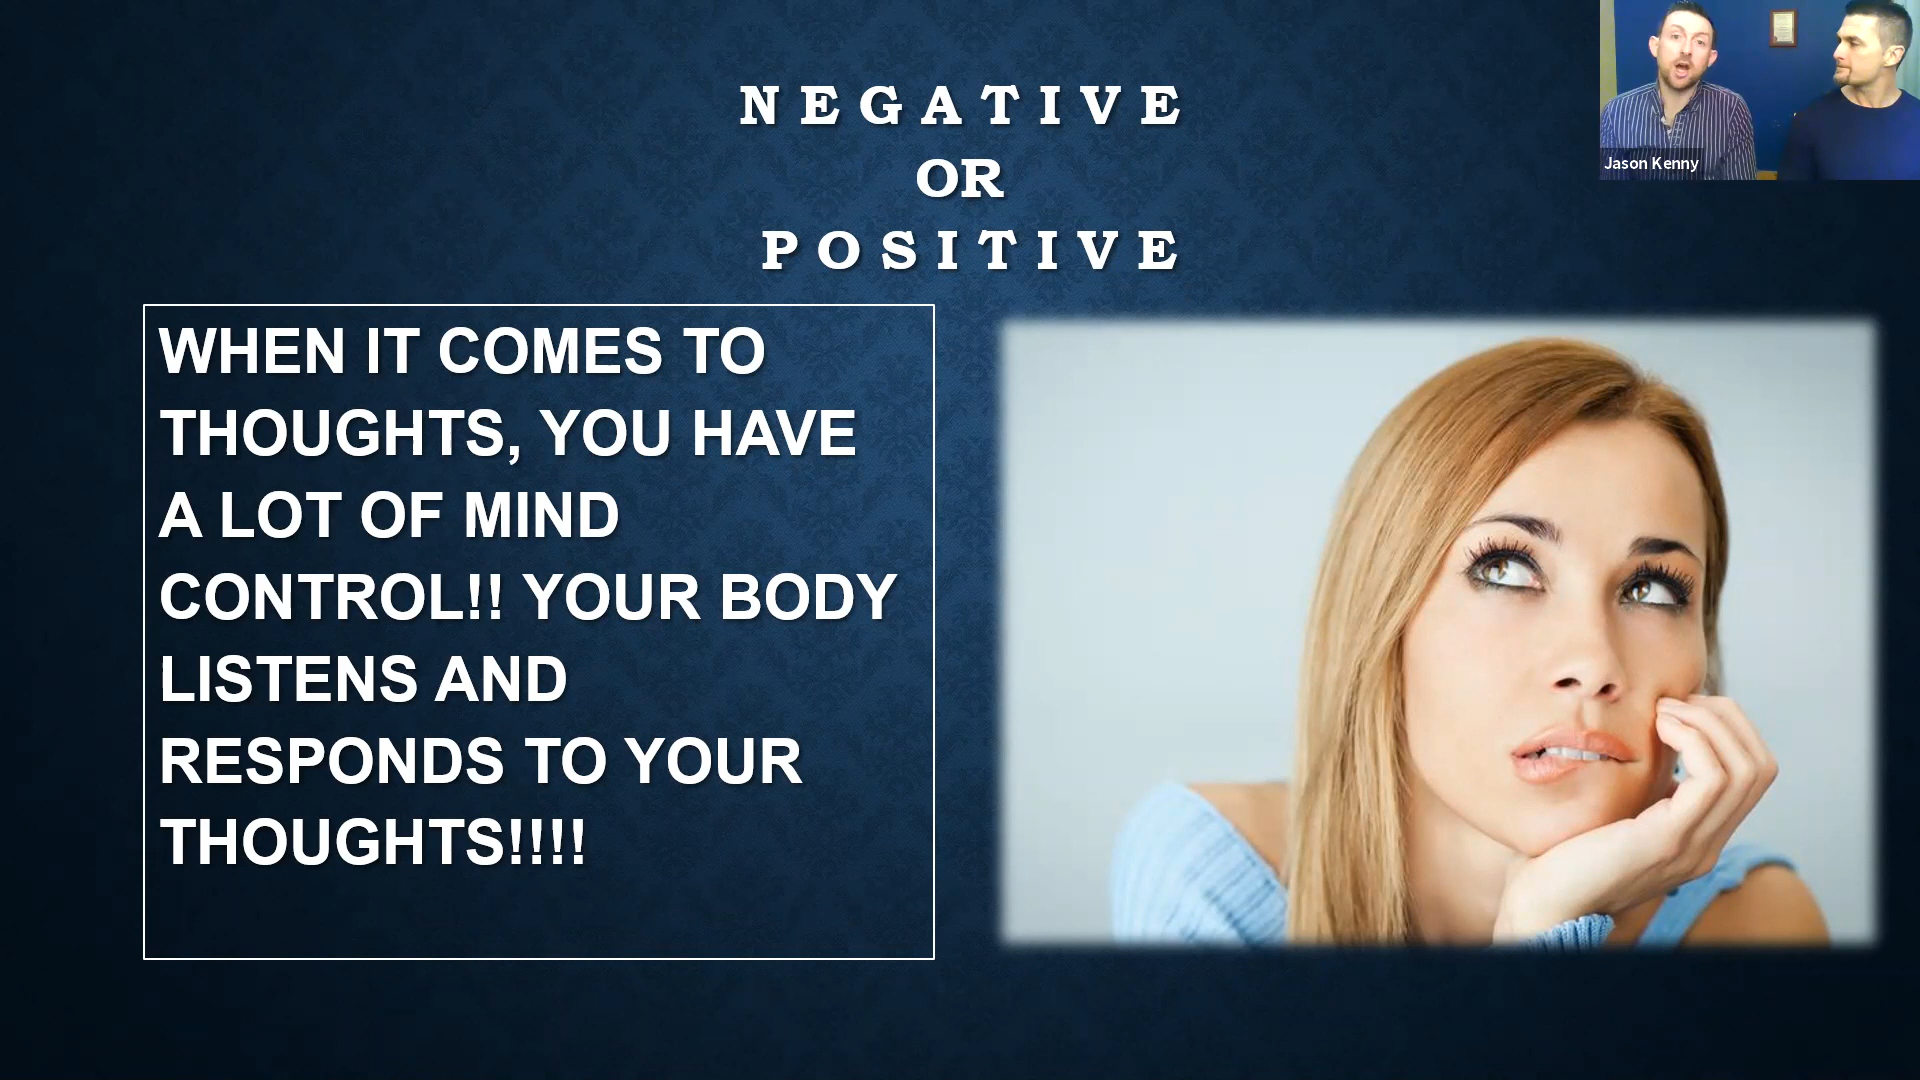 NEGATIVE
OR
POSITIVE
WHEN IT COMES TO
THOUGHTS, YOU HAVE
A LOT OF MIND
CONTROL!! YOUR BODY
LISTENS AND
RESPONDS TO YOUR
THOUGHTS!!!!
Jason Kenny